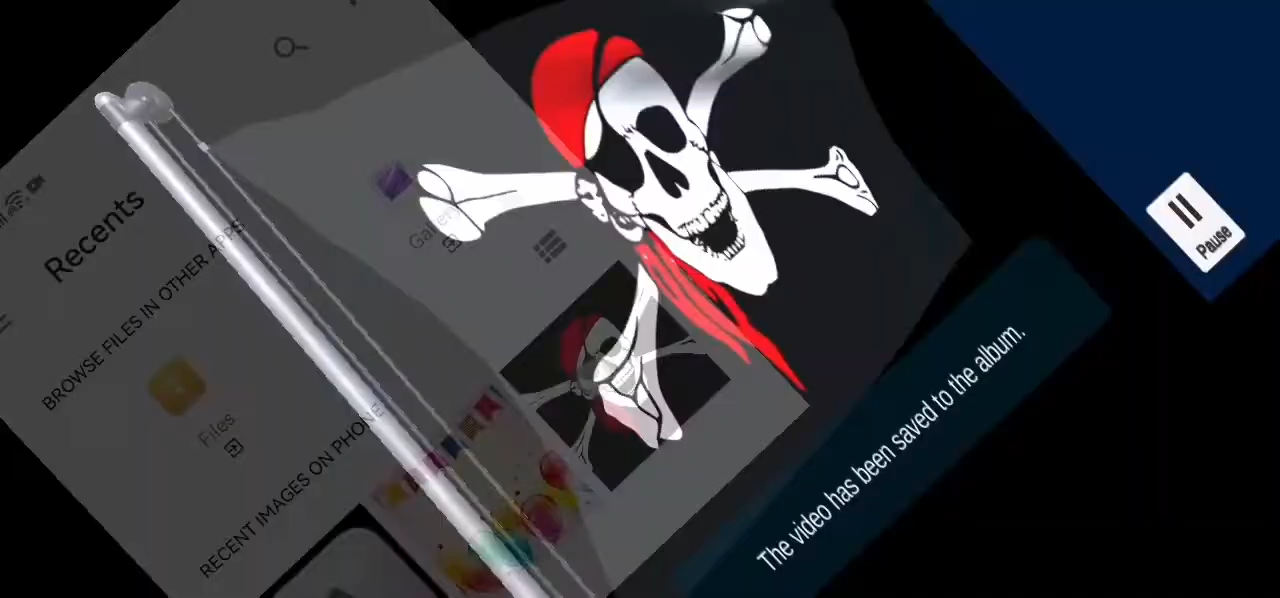 Recents
BROWSE FILES IN OTHER APPS
Gallery
Files
RECENT IMAGES ON PHONE
Pause
The video has been saved to the album.